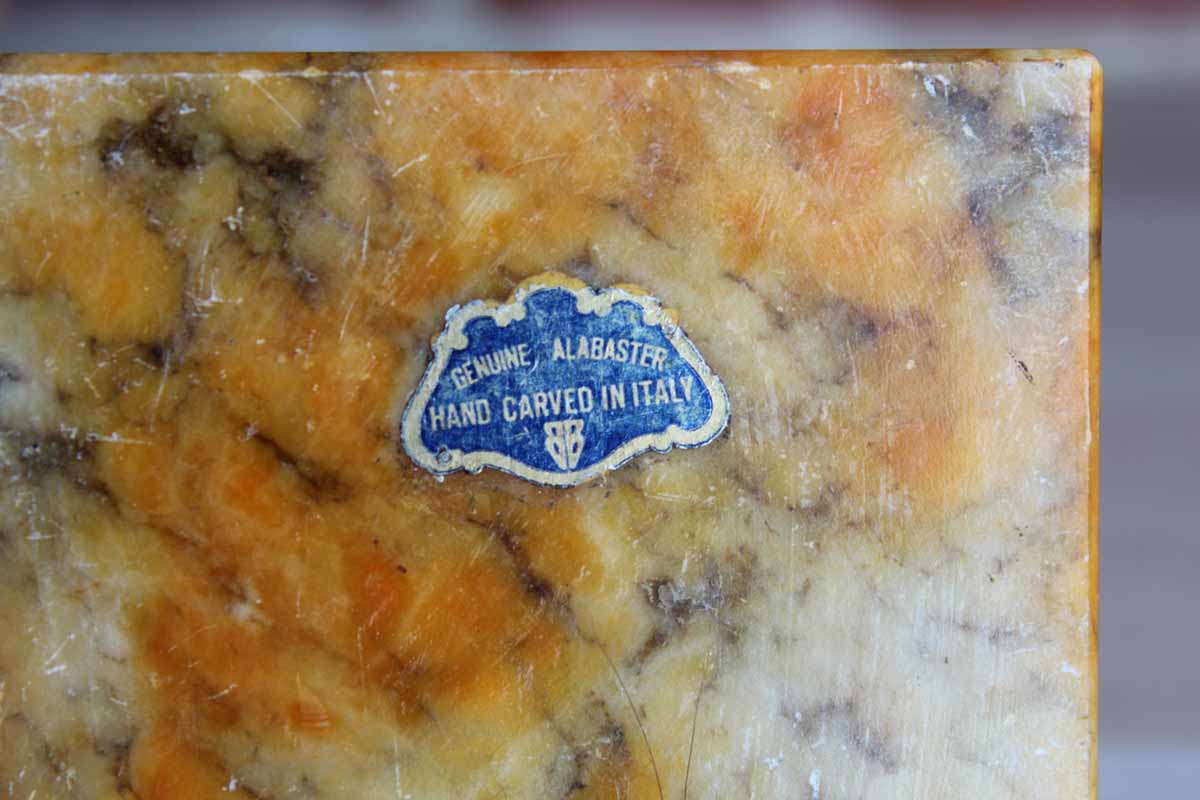 GENUINE ALABASTER
HAND CARVED IN ITALY
BB